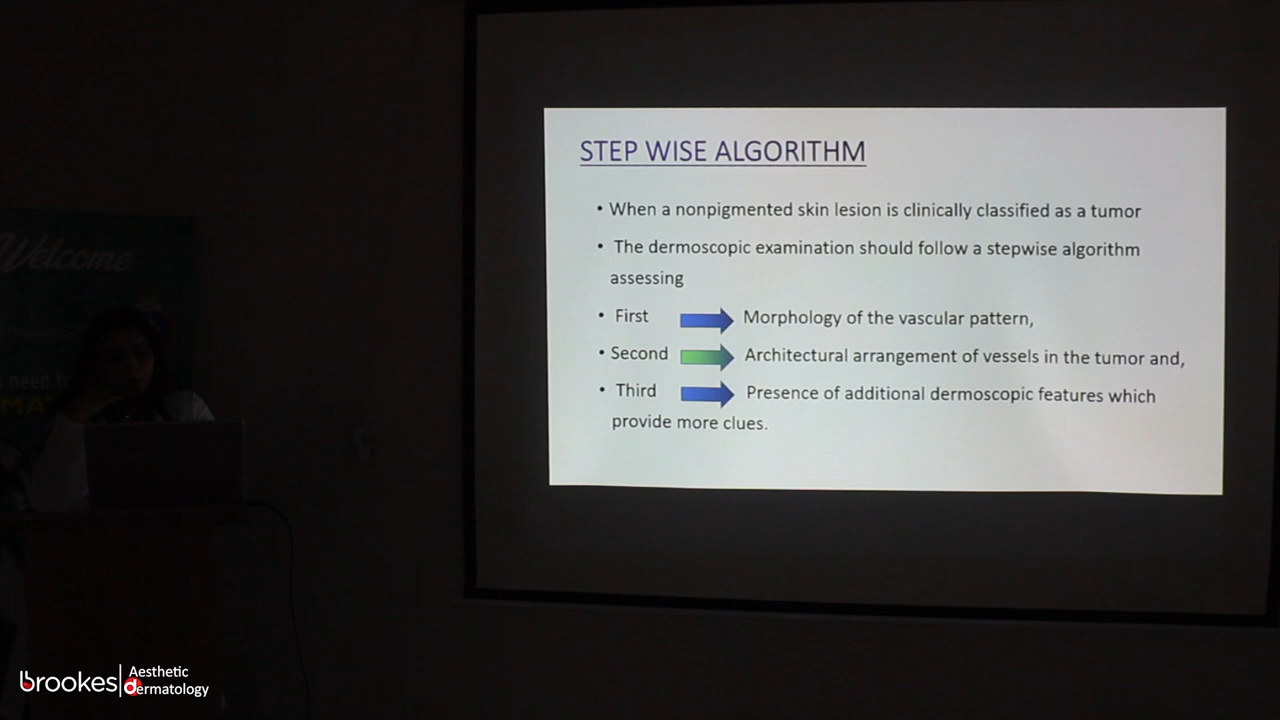 STEP WISE ALGORITHM
• When a nonpigmented skin lesion is clinically classified as a tumor
• The dermoscopic examination should follow a stepwise algorithm
assessing
• First Morphology of the vascular pattern,
• Second Architectural arrangement of vessels in the tumor and,
• Third Presence of additional dermoscopic features which
provide more clues.
Welcome
need
brookes
Aesthetic
dermatology